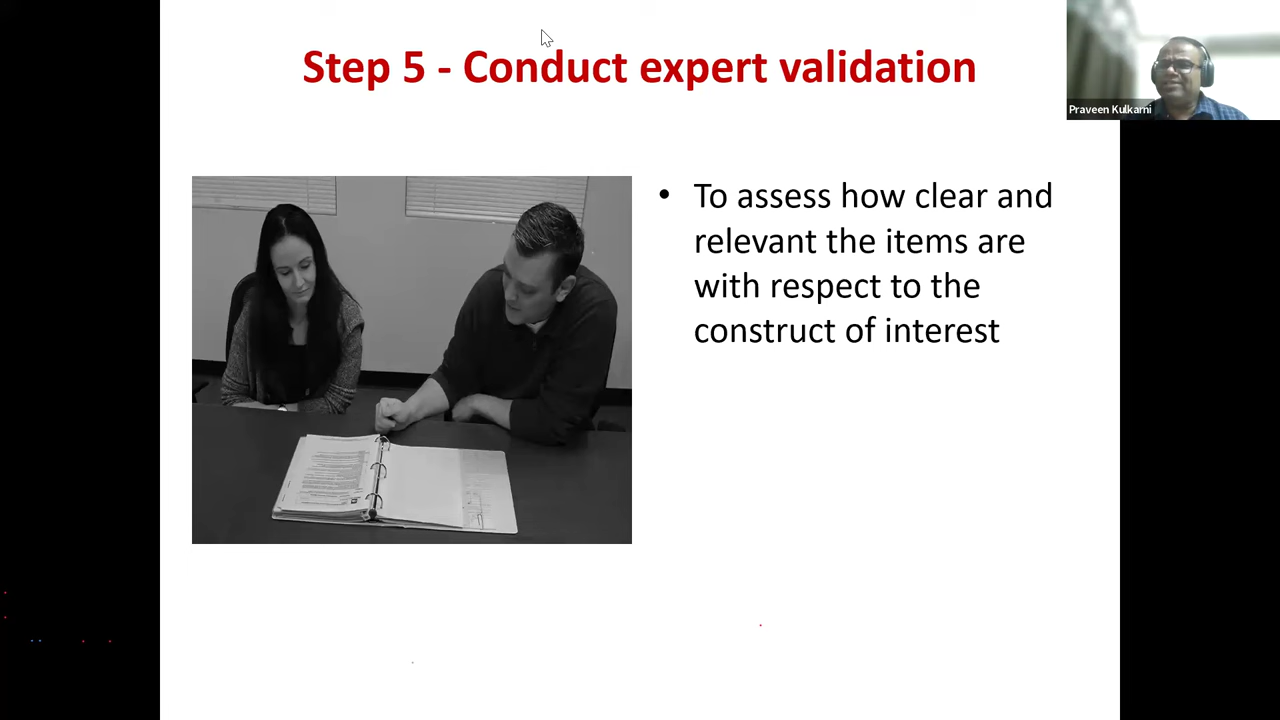 Step 5 - Conduct expert validation
Praveen Kulkarni
• To assess how clear and
relevant the items are
with respect to the
construct of interest